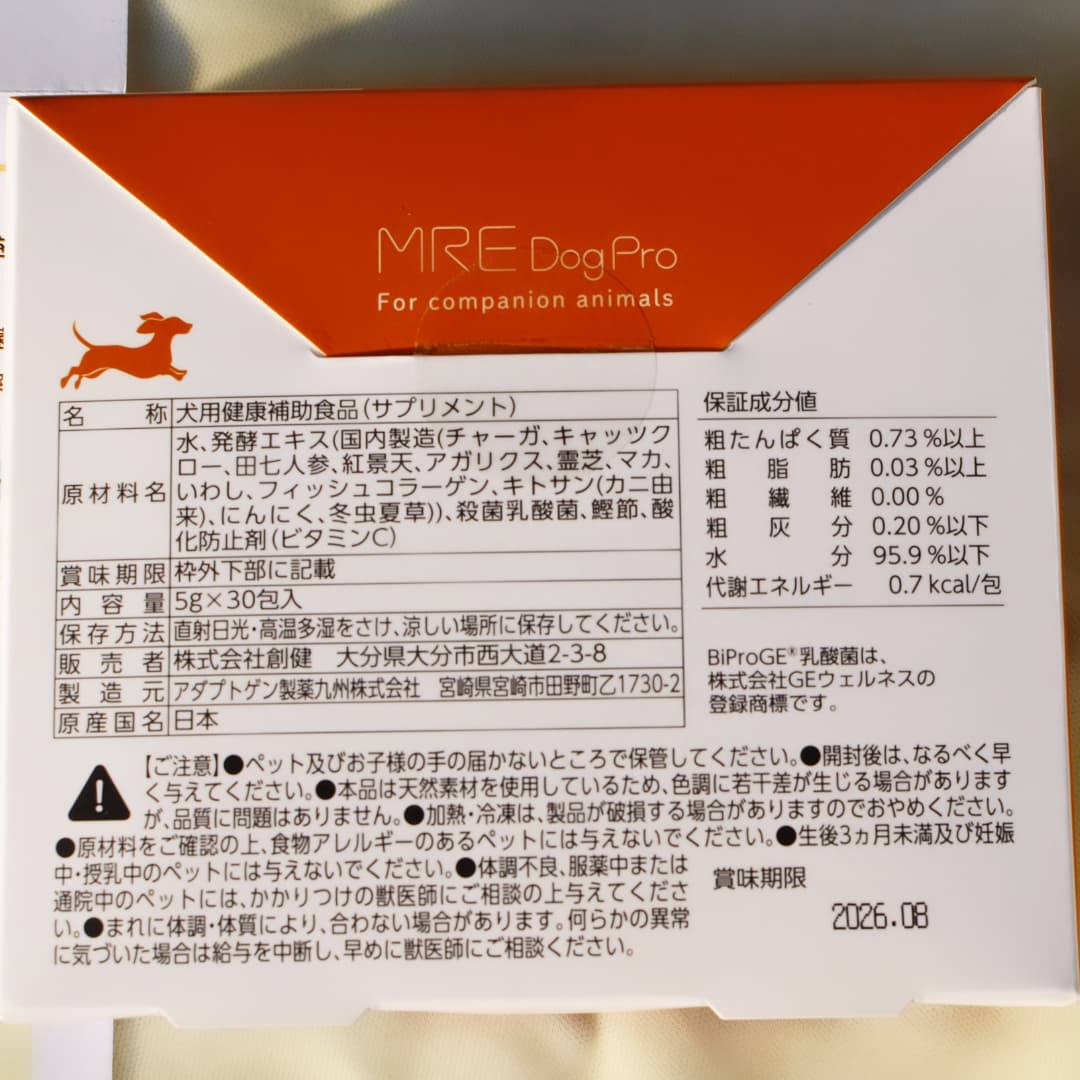 MRE Dog Pro
For companion animals
名称 犬用健康補助食品(サプリメント)
原材料名 水、発酵エキス(国内製造(チャーガ、キャッツク
ロー、田七人参、紅景天、アガリクス、霊芝、マカ、
いわし、フィッシュコラーゲン、キトサン(カニ由
来)、にんにく、冬虫夏草))、殺菌乳酸菌、鰹節、酸
化防止剤(ビタミンC)
賞味期限 枠外下部に記載
内容量 5g×30包入
保存方法 直射日光・高温多湿をさけ、涼しい場所に保存してください。
販売者 株式会社創健 大分県大分市西大道2-3-8
製造元 アダプトゲン製薬九州株式会社 宮崎県宮崎市田野町乙1730-2
原産国名 日本
保証成分値
粗たんぱく質 0.73%以上
粗脂肪 0.03%以上
粗繊維 0.00%
粗灰分 0.20%以下
水分 95.9%以下
代謝エネルギー 0.7kcal/包
BiProGE®乳酸菌は、
株式会社GEウェルネスの
登録商標です。
【ご注意】●ペット及びお子様の手の届かないところで保管してください。●開封後は、なるべく早
く与えてください。●本品は天然素材を使用しているため、色調に若干差が生じる場合があります
が、品質に問題はありません。●加熱・冷凍は、製品が破損する場合がありますのでおやめください。
●原材料をご確認の上、食物アレルギーのあるペットには与えないでください。●生後3ヵ月未満及び妊娠
中・授乳中のペットには与えないでください。●体調不良、服薬中または
通院中のペットには、かかりつけの獣医師にご相談の上与えてくださ
い。●まれに体調・体質により、合わない場合があります。何らかの異常
に気づいた場合は給与を中断し、早めに獣医師にご相談ください。
賞味期限
2026.08